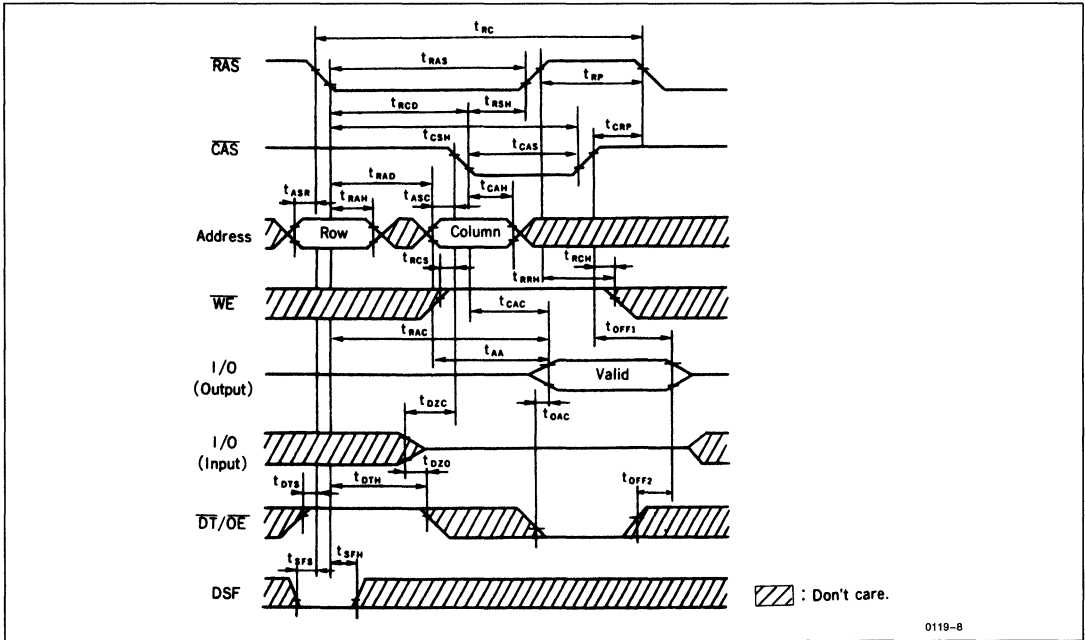 tRC
RAS
tRAS
tRP
tRCD
tRSH
tCSH
tCRP
CAS
tCAS
tRAD
tASR
tRAH
tASC
tCAH
Address
Row
Column
tRCS
tRRH
tRCH
WE
tCAC
tRAC
tOFF1
tAA
I/O
(Output)
Valid
tDZC
tOAC
I/O
(Input)
tDZO
tDTS
tDTH
tOFF2
DT/OE
tSFS
tSFH
DSF
: Don't care.
0119–8